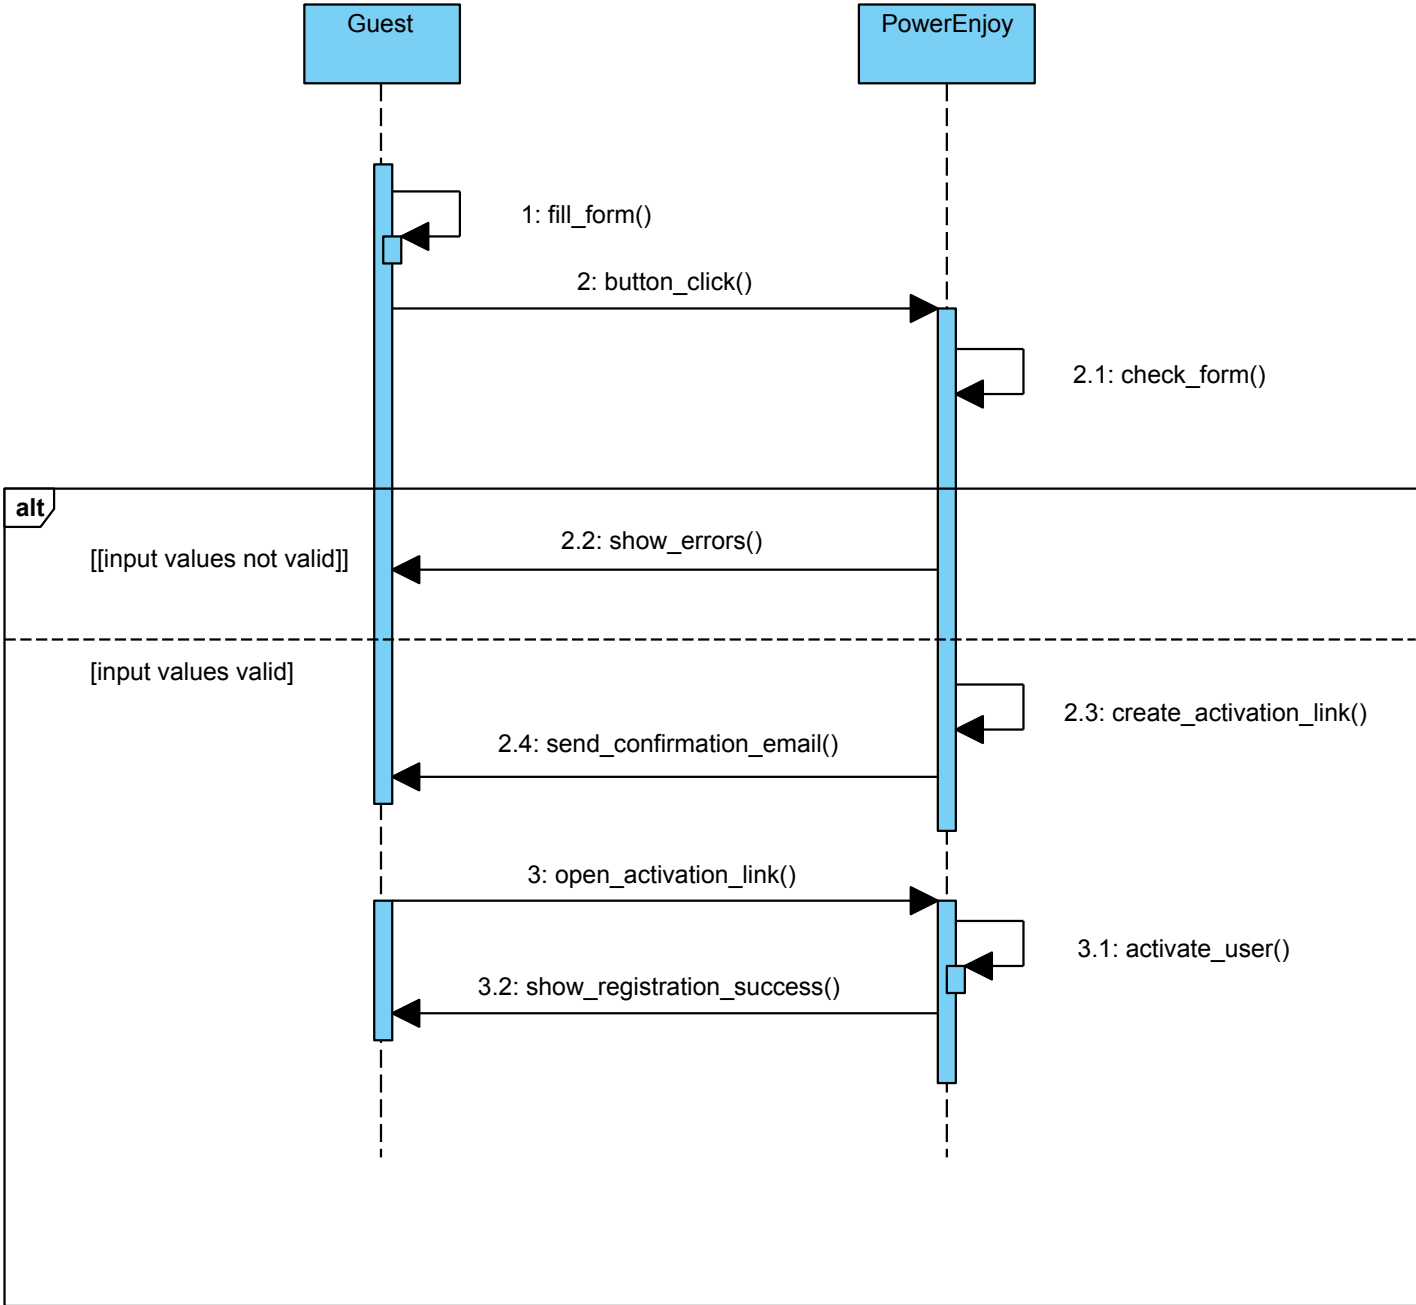 Guest
PowerEnjoy
1: fill_form()
2: button_click()
2.1: check_form()
alt
2.2: show_errors()
[[input values not valid]]
[input values valid]
2.3: create_activation_link()
2.4: send_confirmation_email()
3: open_activation_link()
3.1: activate_user()
3.2: show_registration_success()